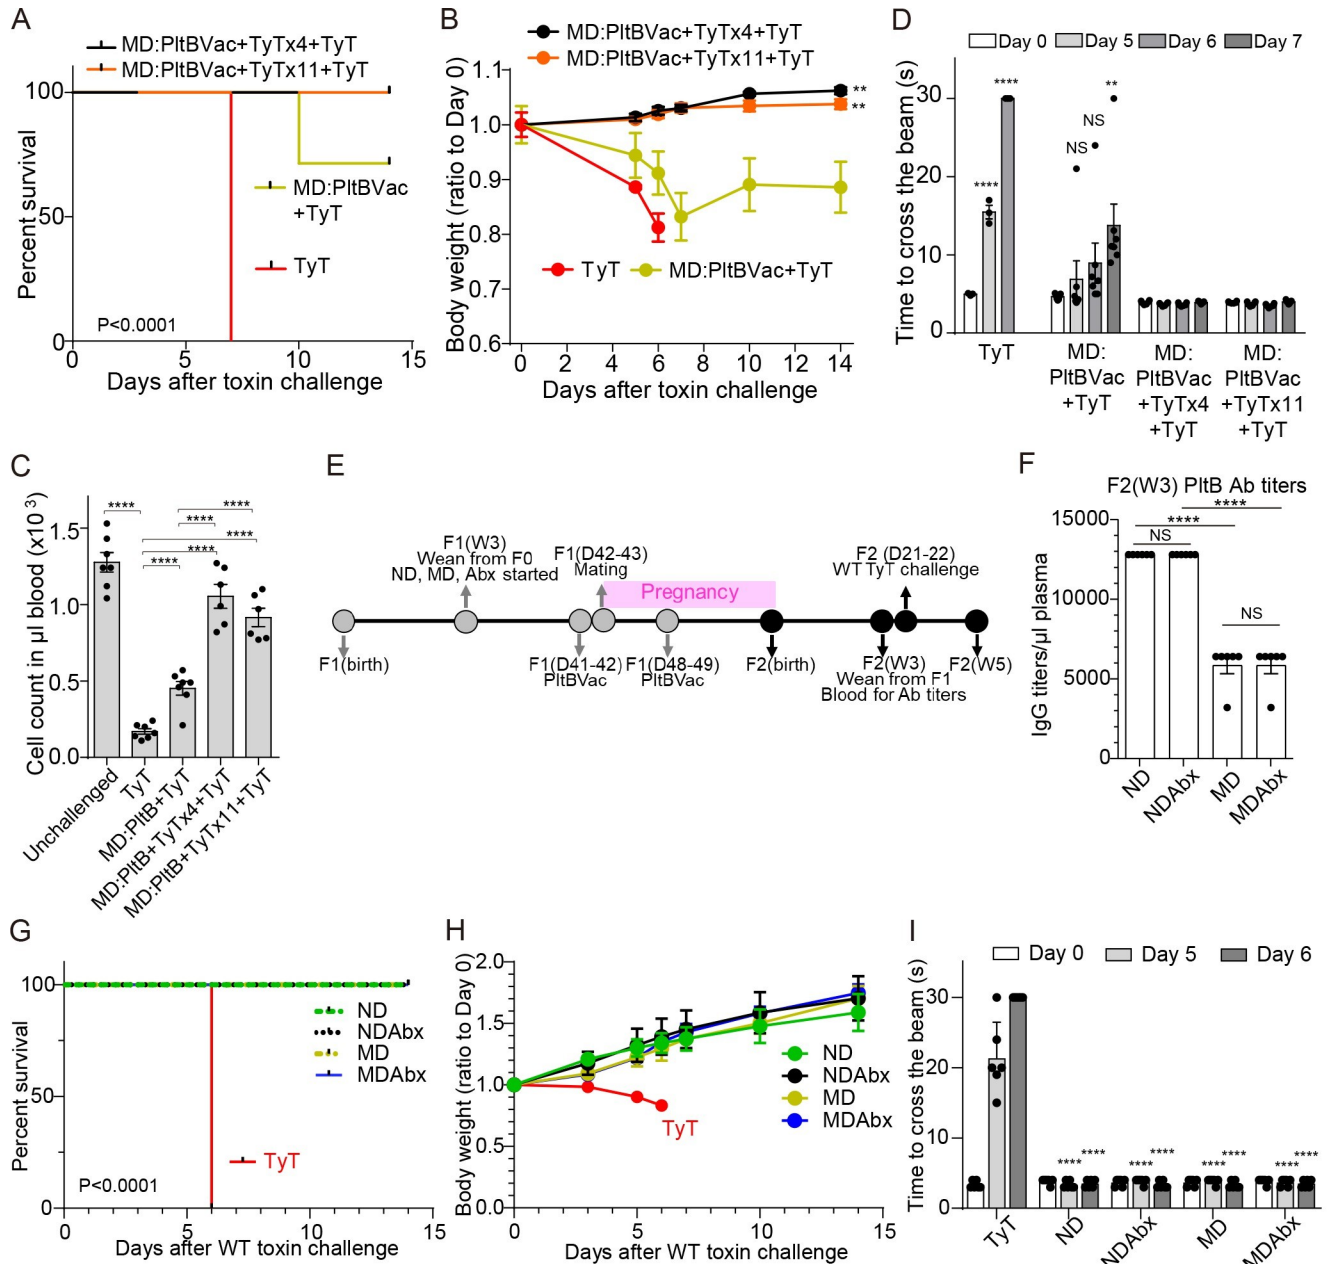 A
MD:PltBVac+TyTx4+TyT
MD:PltBVac+TyTx11+TyT
100
50
0
Percent survival
MD:PltBVac
+TyT
TyT
P<0.0001
0
5
10
15
Days after toxin challenge
B
MD:PltBVac+TyTx4+TyT
MD:PltBVac+TyTx11+TyT
1.1
1.0
0.9
0.8
0.7
0.6
Body weight (ratio to Day 0)
**
**
TyT
MD:PltBVac+TyT
0 2 4 6 8 10 12 14
Days after toxin challenge
D
Day 0 Day 5 Day 6 Day 7
Time to cross the beam (s)
30
20
10
0
****
****
NS
NS
**
TyT
MD:
PltBVac
+TyT
MD:
PltBVac
+TyTx4
+TyT
MD:
PltBVac
+TyTx11
+TyT
C
Cell count in µl blood (x10³)
1.5
1.0
0.5
0.0
****
****
****
****
****
****
Unchallenged
TyT
MD:PltB+TyT
MD:PltB+TyTx4+TyT
MD:PltB+TyTx11+TyT
E
F1(W3)
Wean from F0
ND, MD, Abx started
F1(D42-43)
Mating
Pregnancy
F2 (D21-22)
WT TyT challenge
F1(birth)
F1(D41-42)
PltBVac
F1(D48-49)
PltBVac
F2(birth)
F2(W3)
Wean from F1
Blood for Ab titers
F2(W5)
F
F2(W3) PltB Ab titers
IgG titers/µl plasma
15000
10000
5000
0
****
****
NS
NS
ND
NDAbx
MD
MDAbx
G
Percent survival
100
50
0
ND
NDAbx
MD
MDAbx
TyT
P<0.0001
0 5 10 15
Days after WT toxin challenge
H
Body weight (ratio to Day 0)
2.0
1.5
1.0
0.5
0.0
ND
NDAbx
MD
MDAbx
TyT
0 5 10 15
Days after WT toxin challenge
I
Day 0 Day 5 Day 6
Time to cross the beam (s)
30
20
10
0
**** ****
**** ****
**** ****
**** ****
TyT
ND
NDAbx
MD
MDAbx